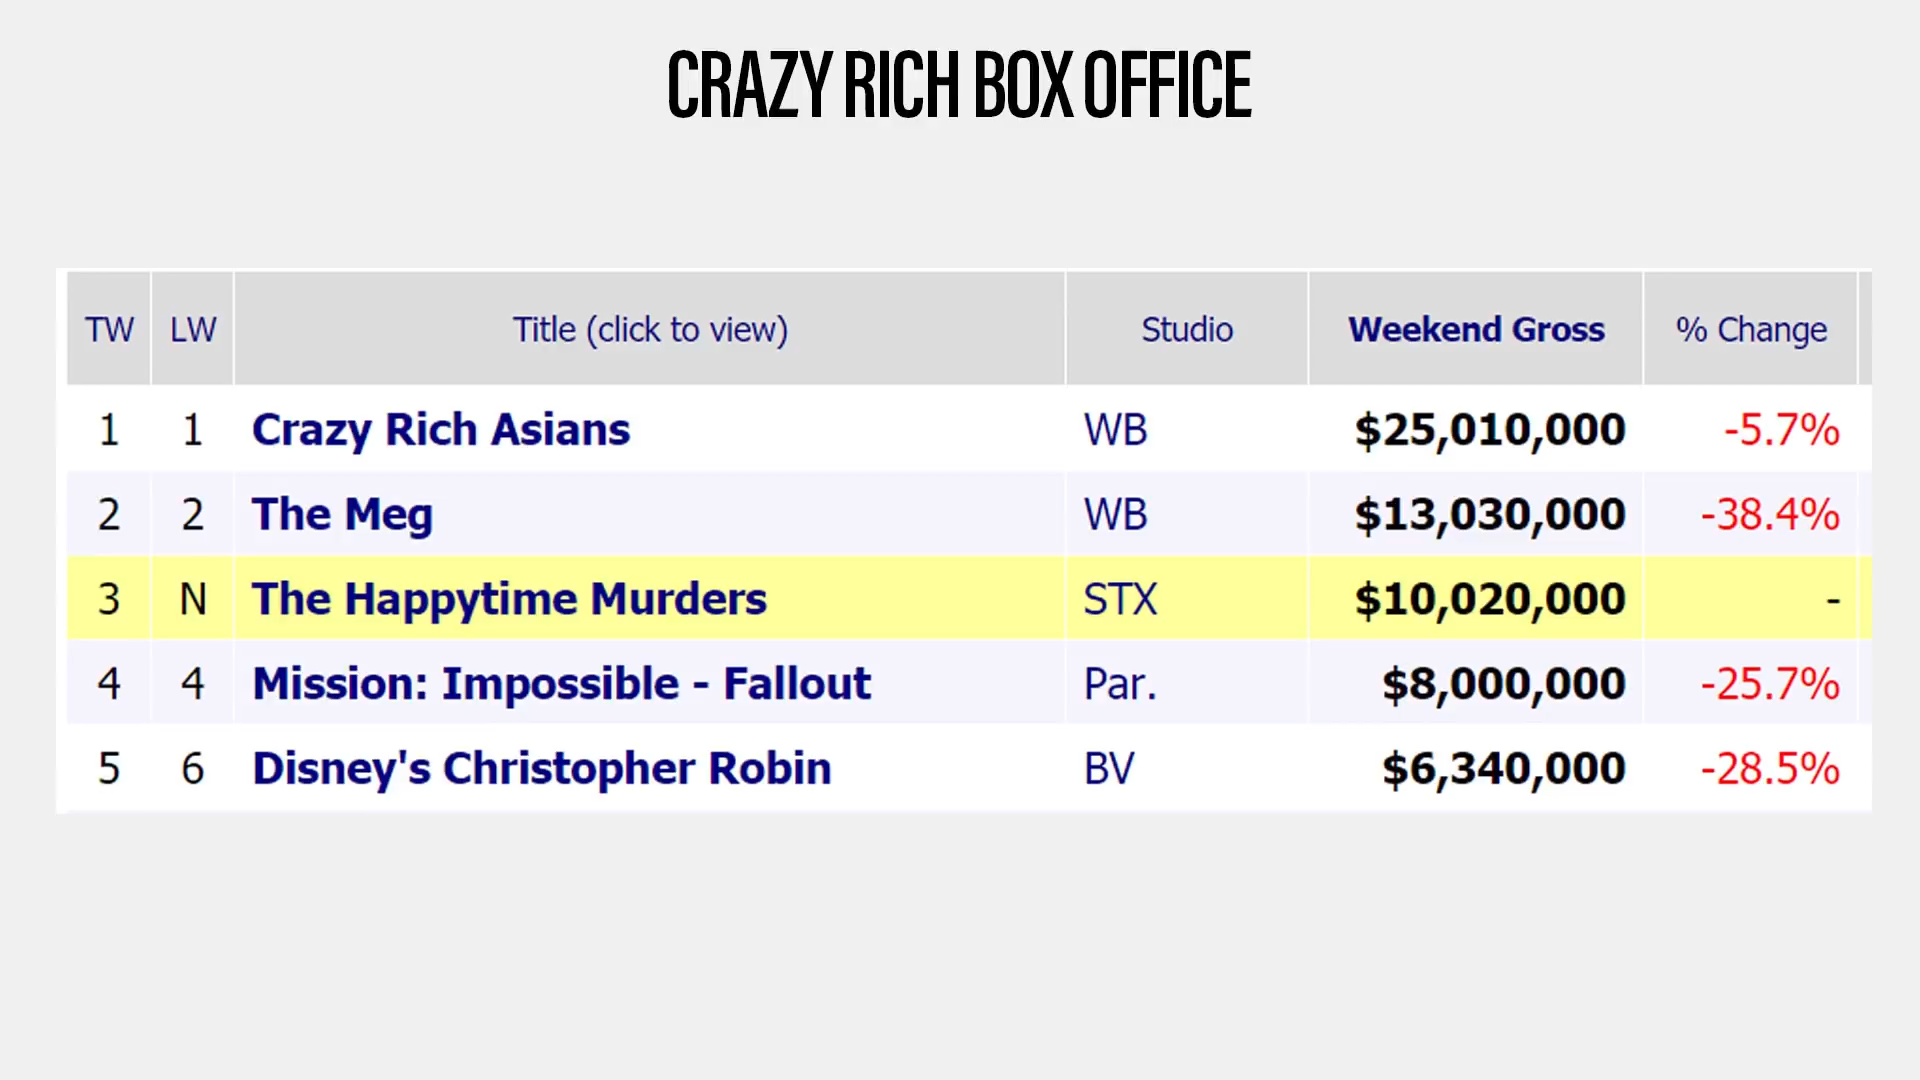 CRAZY RICH BOX OFFICE
TW LW Title (click to view) Studio Weekend Gross % Change
1 1 Crazy Rich Asians WB $25,010,000 -5.7%
2 2 The Meg WB $13,030,000 -38.4%
3 N The Happytime Murders STX $10,020,000 -
4 4 Mission: Impossible - Fallout Par. $8,000,000 -25.7%
5 6 Disney's Christopher Robin BV $6,340,000 -28.5%